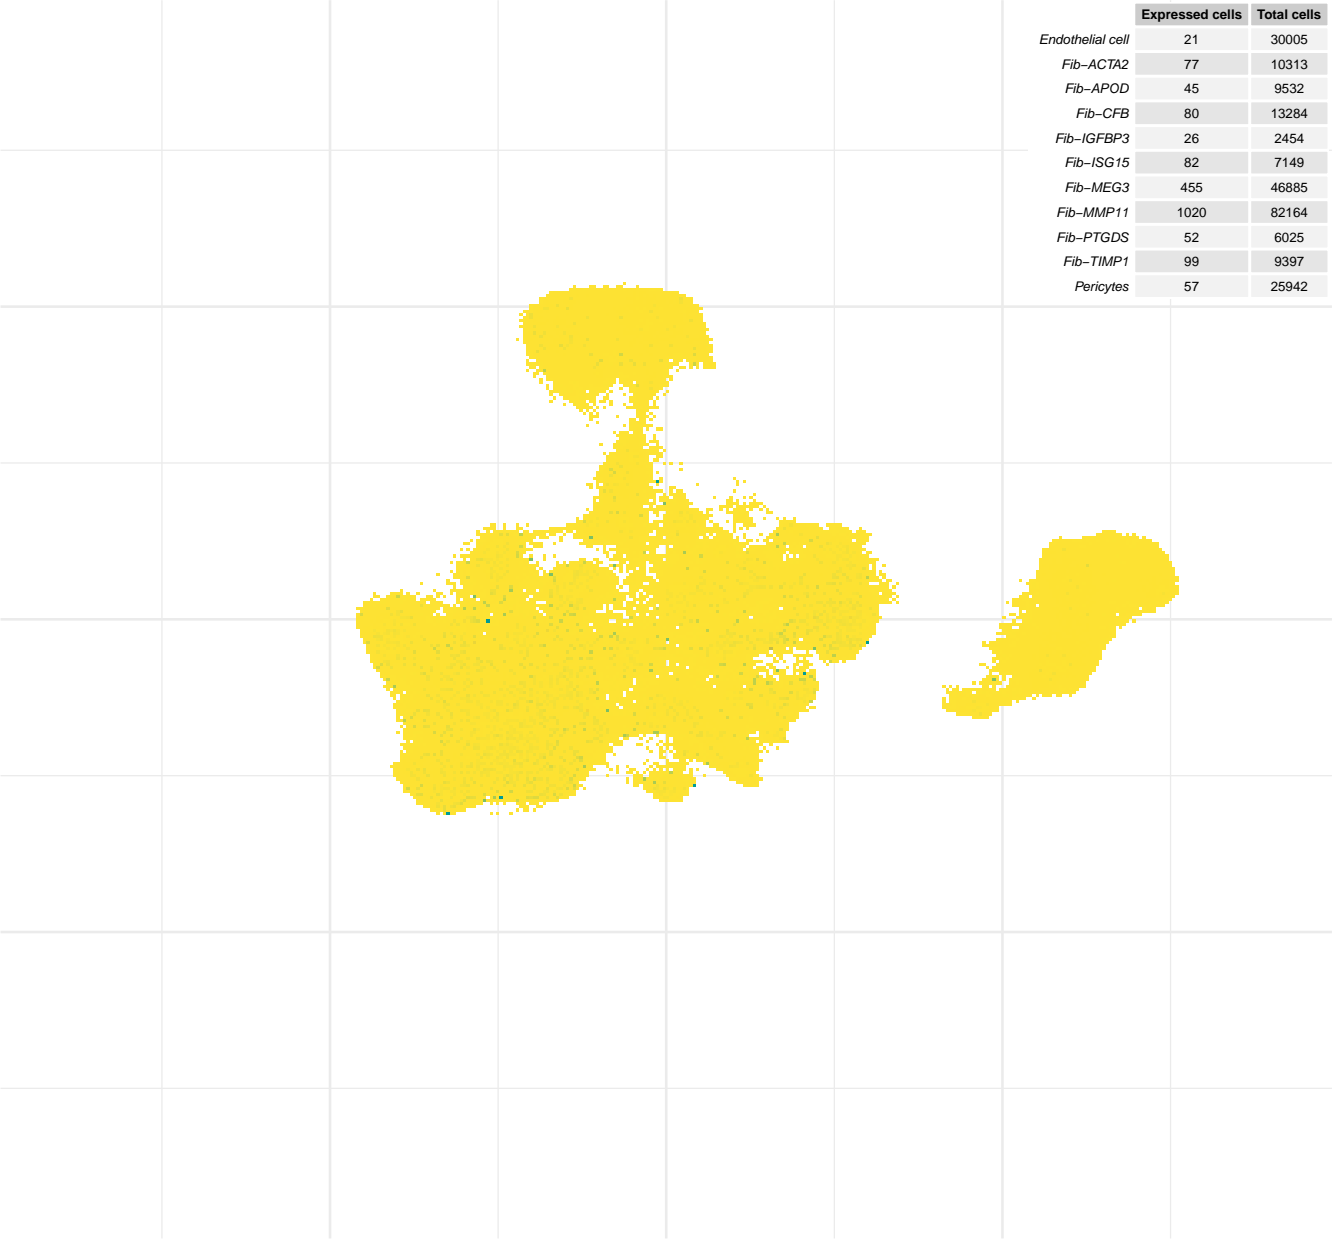 Expressed cells Total cells
Endothelial cell 21 30005
Fib−ACTA2 77 10313
Fib−APOD 45 9532
Fib−CFB 80 13284
Fib−IGFBP3 26 2454
Fib−ISG15 82 7149
Fib−MEG3 455 46885
Fib−MMP11 1020 82164
Fib−PTGDS 52 6025
Fib−TIMP1 99 9397
Pericytes 57 25942